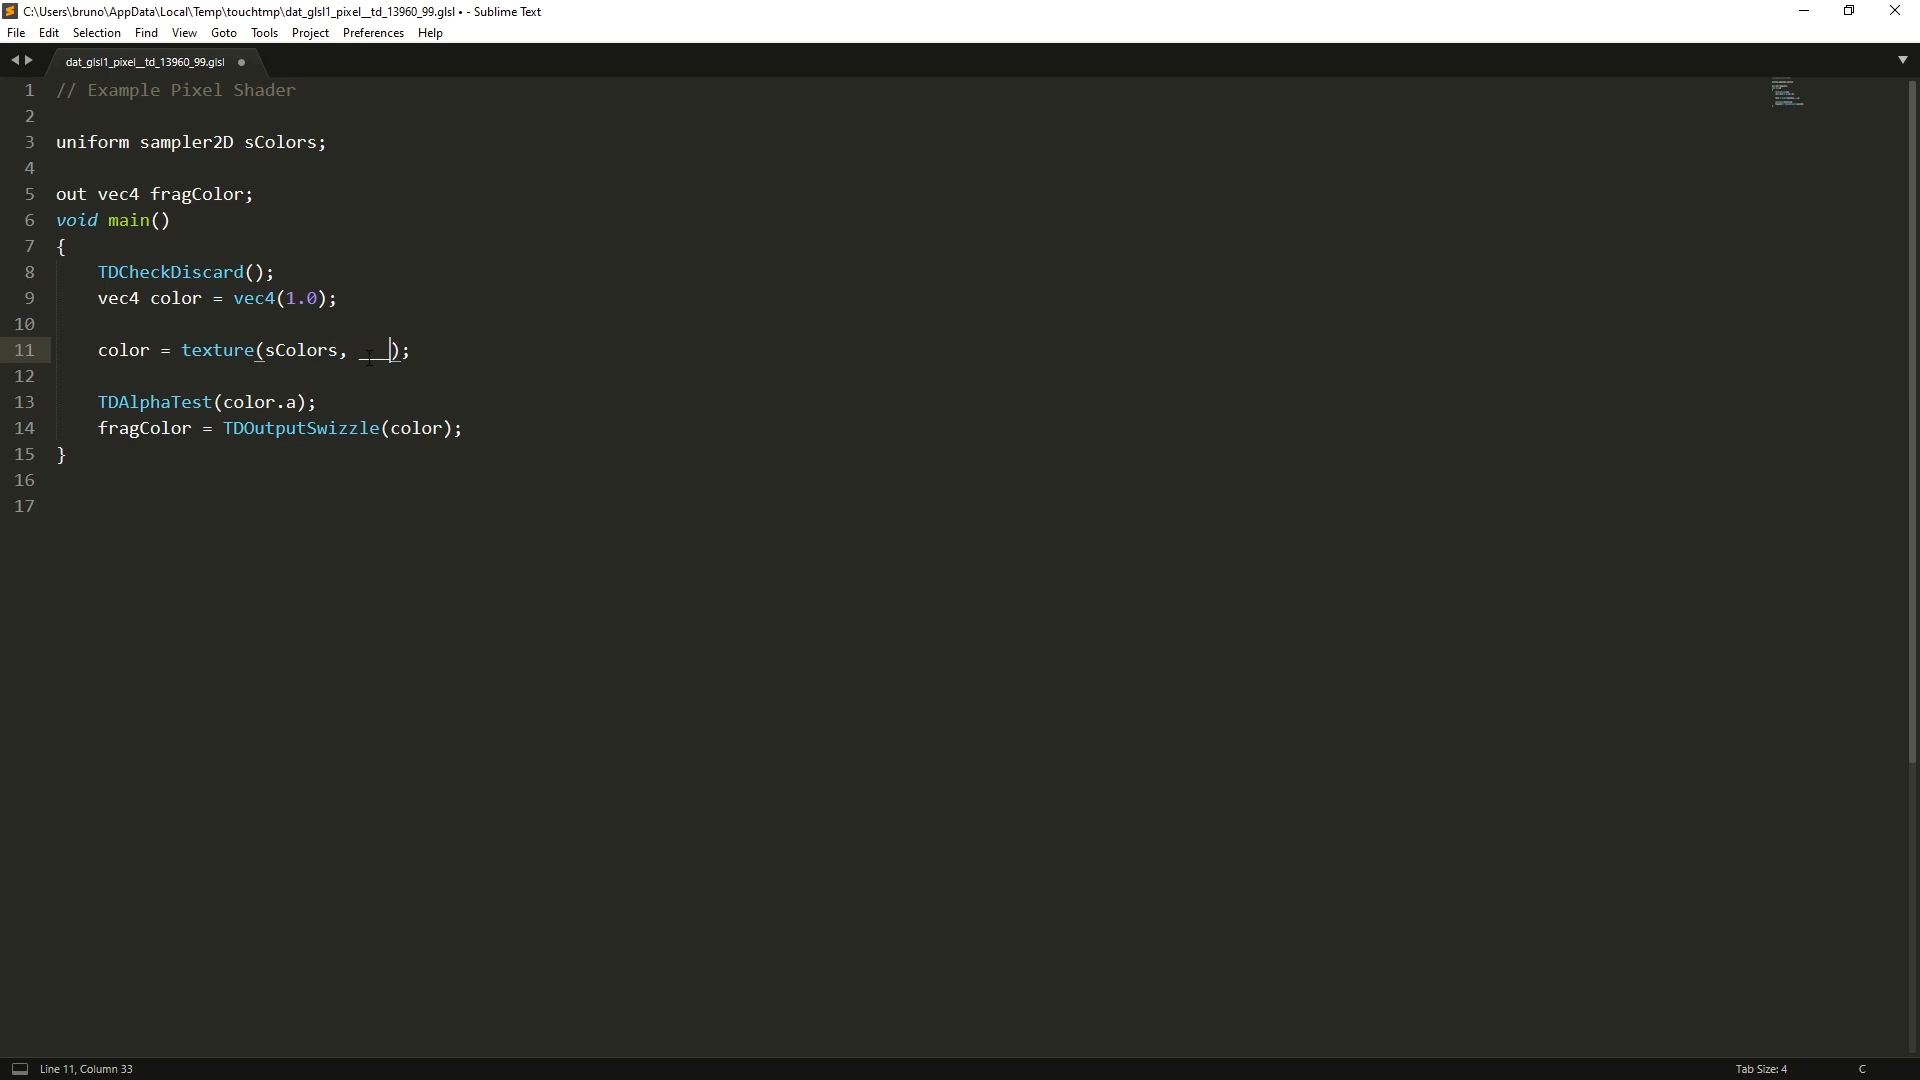 C:\Users\bruno\AppData\Local\Temp\touchtmp\dat_glsl1_pixel__td_13960_99.glsl • - Sublime Text
File Edit Selection Find View Goto Tools Project Preferences Help
dat_glsl1_pixel__td_13960_99.glsl
1 // Example Pixel Shader
2
3 uniform sampler2D sColors;
4
5 out vec4 fragColor;
6 void main()
7 {
8 TDCheckDiscard();
9 vec4 color = vec4(1.0);
10
11 color = texture(sColors, ___);
12
13 TDAlphaTest(color.a);
14 fragColor = TDOutputSwizzle(color);
15 }
16
17
Line 11, Column 33 Tab Size: 4 C